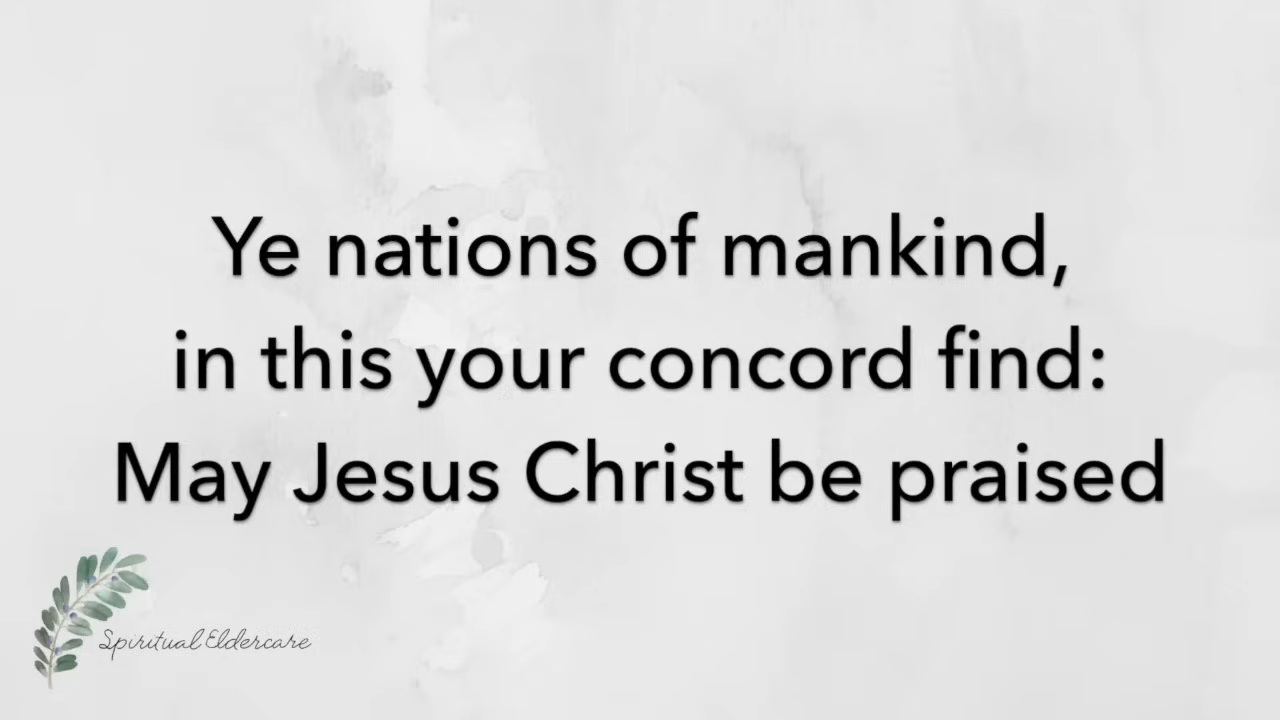 Ye nations of mankind,
in this your concord find:
May Jesus Christ be praised
Spiritual Eldercare